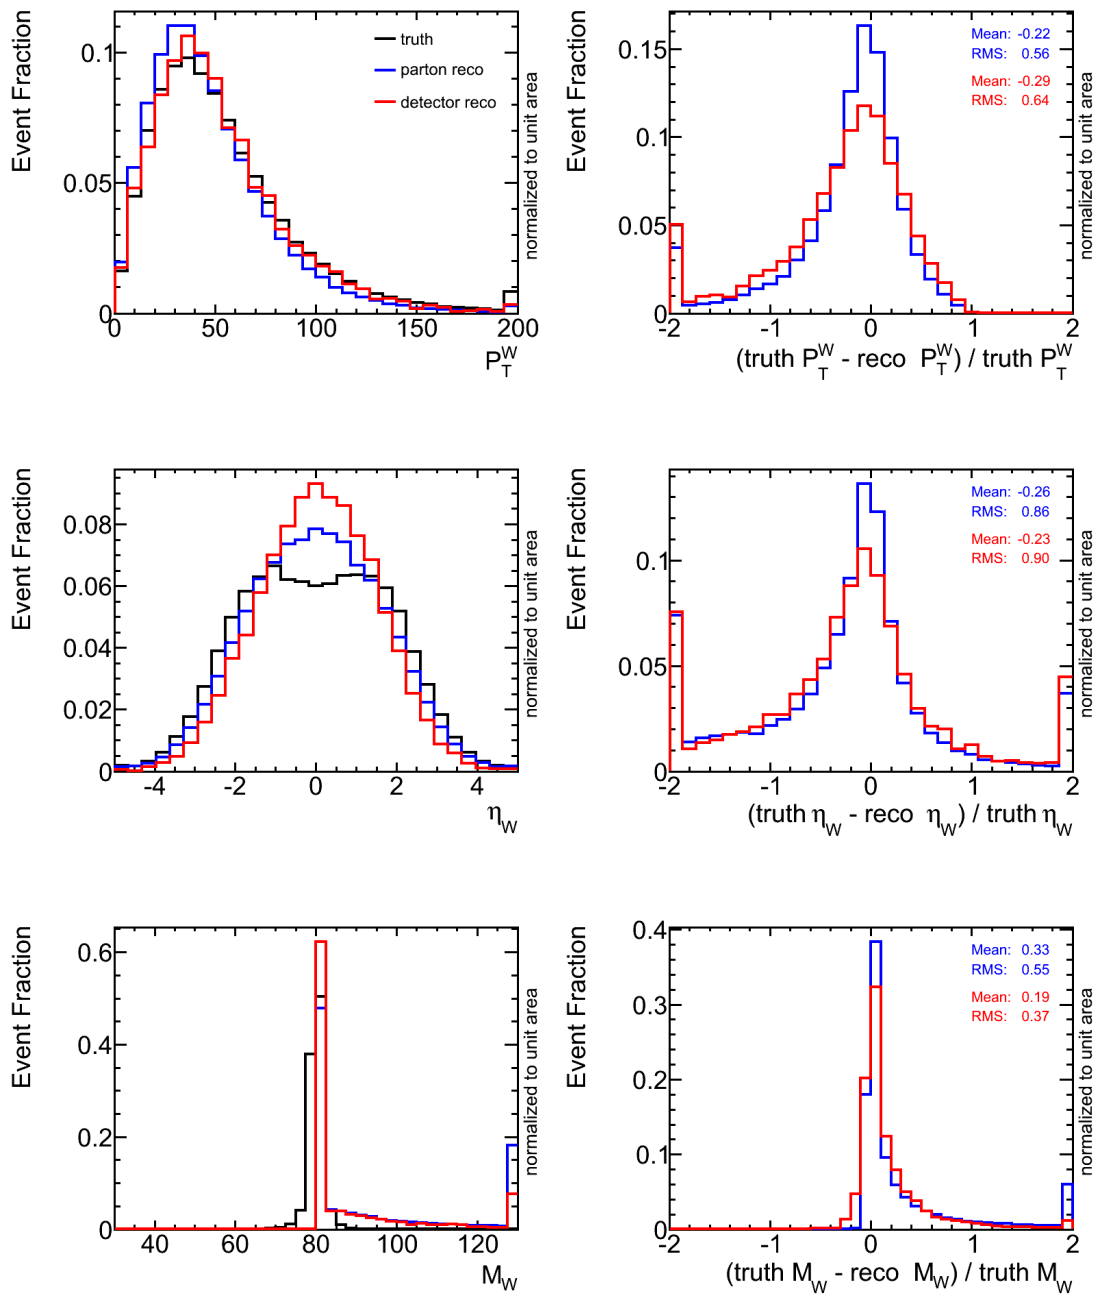 Event Fraction
0.1
0.05
0
truth
parton reco
detector reco
0 50 100 150 200
P_T^W
normalized to unit area
Event Fraction
0.15
0.1
0.05
0
Mean: -0.22
RMS: 0.56
Mean: -0.29
RMS: 0.64
-2 -1 0 1 2
(truth P_T^W - reco P_T^W) / truth P_T^W
normalized to unit area
Event Fraction
0.08
0.06
0.04
0.02
0
-4 -2 0 2 4
η_W
normalized to unit area
Event Fraction
0.1
0.05
0
Mean: -0.26
RMS: 0.86
Mean: -0.23
RMS: 0.90
-2 -1 0 1 2
(truth η_W - reco η_W) / truth η_W
normalized to unit area
Event Fraction
0.6
0.4
0.2
0
40 60 80 100 120
M_W
normalized to unit area
Event Fraction
0.4
0.3
0.2
0.1
0
Mean: 0.33
RMS: 0.55
Mean: 0.19
RMS: 0.37
-2 -1 0 1 2
(truth M_W - reco M_W) / truth M_W
normalized to unit area